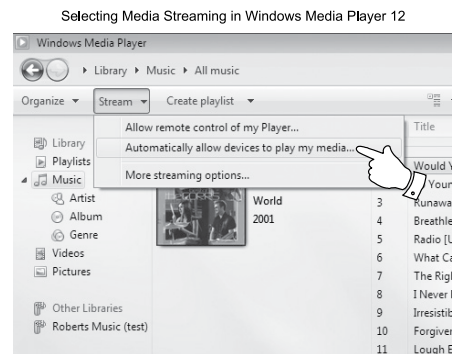 Selecting Media Streaming in Windows Media Player 12
Windows Media Player
Library ▸ Music ▸ All music
Organize Stream Create playlist
Allow remote control of my Player...
Automatically allow devices to play my media...
More streaming options...
Library
Playlists
Music
Artist
Album
Genre
Videos
Pictures
Other Libraries
Roberts Music (test)
World
2001
Title
Would Y
Youn
3 Runawa
4 Breathle
5 Radio [U
6 What Ca
7 The Righ
8 I Never
9 Irresistib
10 Forgiven
11 Lough E